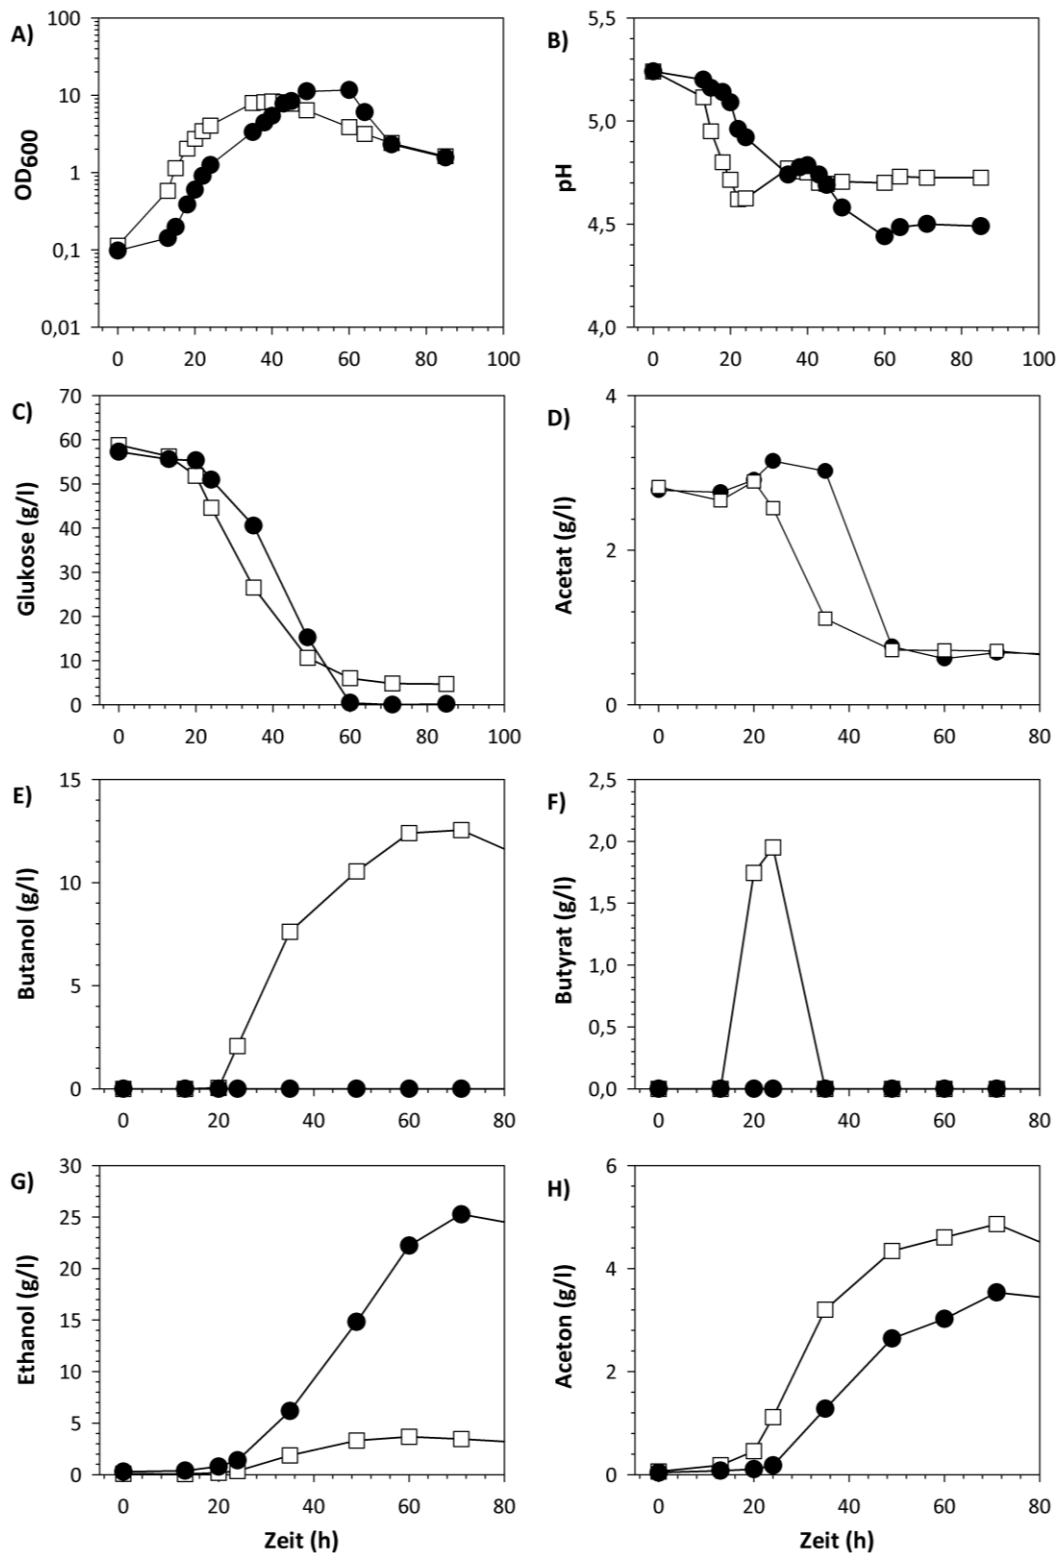 A)
OD600
100
10
1
0,1
0,01
0 20 40 60 80 100
B)
pH
5,5
5,0
4,5
4,0
0 20 40 60 80 100
C)
Glukose (g/l)
70
60
50
40
30
20
10
0
0 20 40 60 80 100
D)
Acetat (g/l)
4
2
0
0 20 40 60 80
E)
Butanol (g/l)
15
10
5
0
0 20 40 60 80
F)
Butyrat (g/l)
2,5
2,0
1,5
1,0
0,5
0,0
0 20 40 60 80
G)
Ethanol (g/l)
30
25
20
15
10
5
0
0 20 40 60 80
Zeit (h)
H)
Aceton (g/l)
6
4
2
0
0 20 40 60 80
Zeit (h)